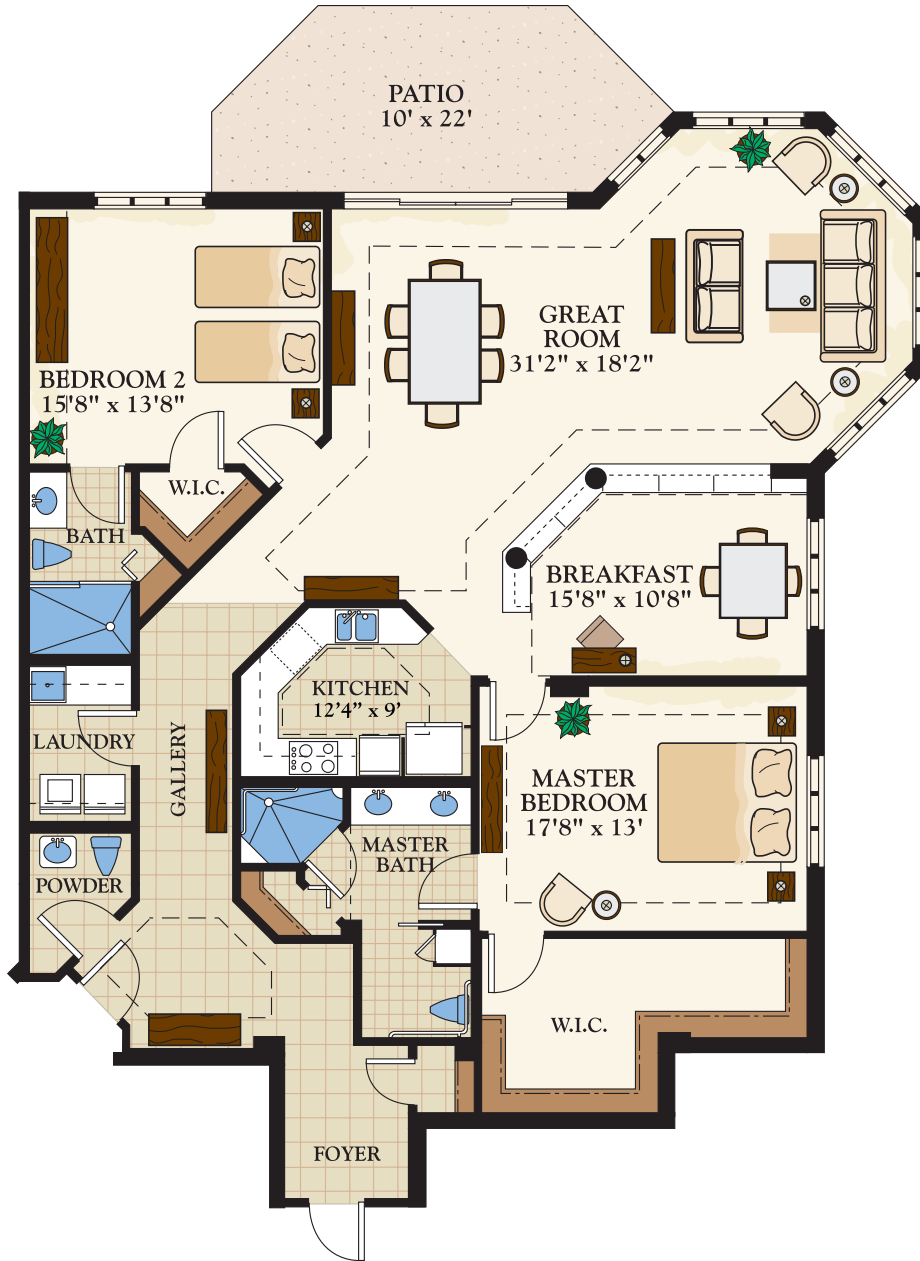 PATIO
10' x 22'
GREAT
ROOM
31'2" x 18'2"
BEDROOM 2
15'8" x 13'8"
W.I.C.
BATH
BREAKFAST
15'8" x 10'8"
KITCHEN
12'4" x 9'
LAUNDRY
GALLERY
MASTER
BEDROOM
17'8" x 13'
MASTER
BATH
POWDER
W.I.C.
FOYER